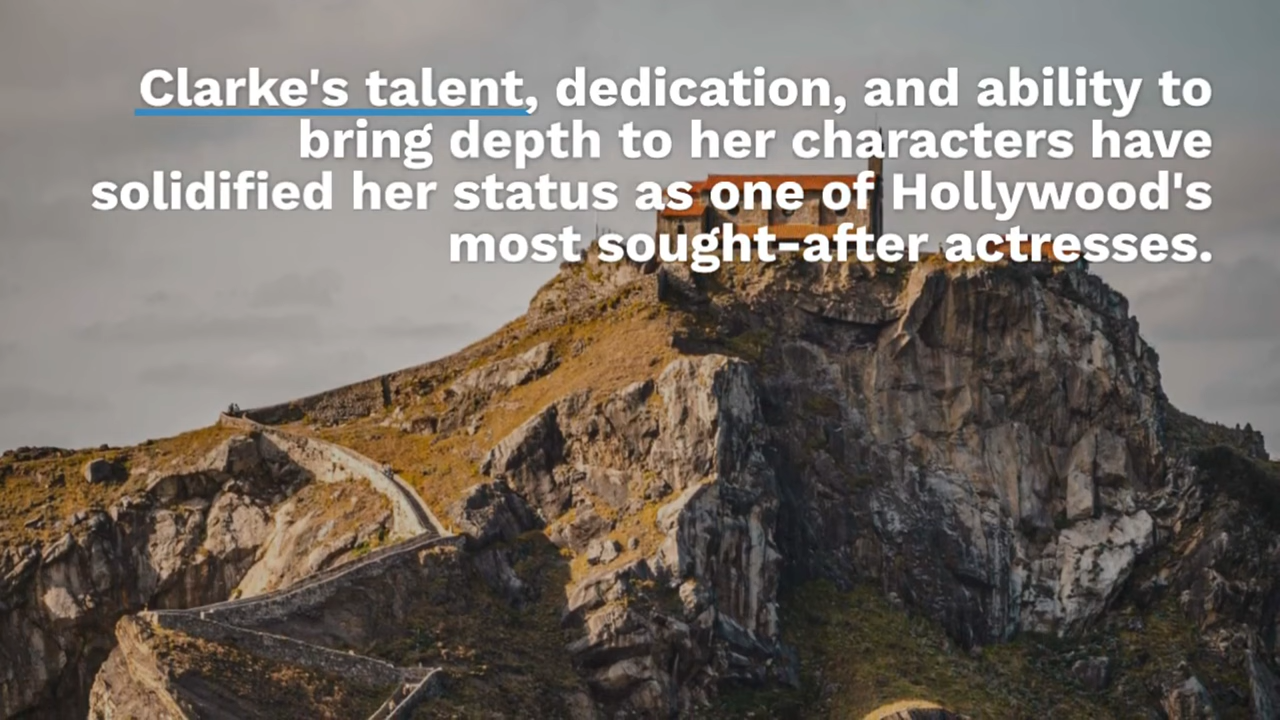 Clarke's talent, dedication, and ability to
bring depth to her characters have
solidified her status as one of Hollywood's
most sought-after actresses.